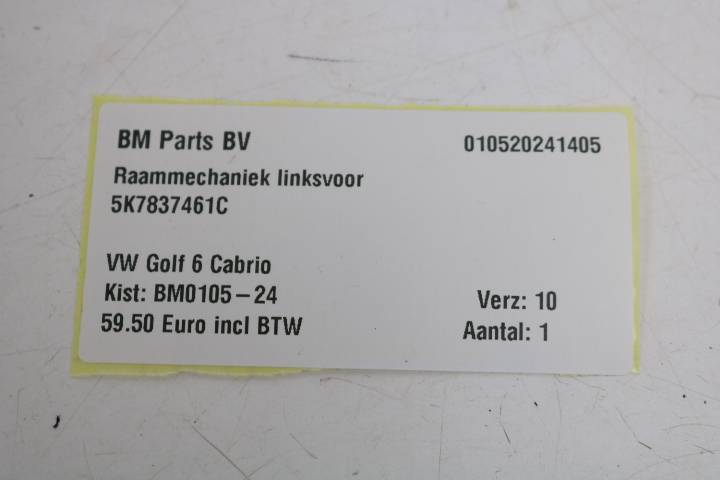 BM Parts BV 010520241405
Raammechaniek linksvoor
5K7837461C
VW Golf 6 Cabrio
Kist: BM0105-24 Verz: 10
59.50 Euro incl BTW Aantal: 1